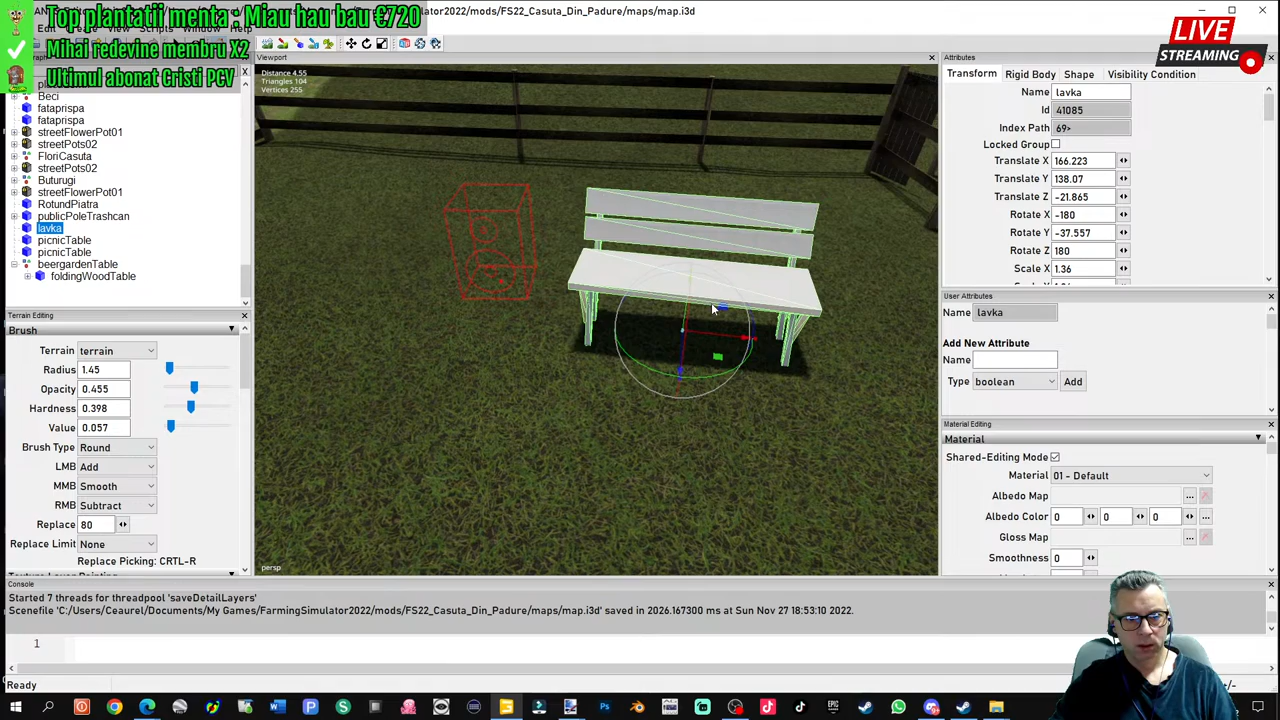 Top plantatii menta : Miau hau bau €720
Mihai redevine membru X2
Ultimul abonat Cristi PCV
Simulator2022/mods/FS22_Casuta_Din_Padure/maps/map.i3d
LIVE
STREAMING
Viewport
Distance 4.55
Triangles 104
Vertices 255
persp
Beci
fataprispa
fataprispa
streetFlowerPot01
streetPots02
FloriCasuta
streetPots02
Buturugi
streetFlowerPot01
RotundPiatra
publicPoleTrashcan
lavka
picnicTable
picnicTable
beergardenTable
foldingWoodTable
Terrain Editing
Brush
Terrain terrain
Radius 1.45
Opacity 0.455
Hardness 0.398
Value 0.057
Brush Type Round
LMB Add
MMB Smooth
RMB Subtract
Replace 80
Replace Limit None
Replace Picking: CRTL-R
Attributes
Transform Rigid Body Shape Visibility Condition
Name lavka
Id 41085
Index Path 69>
Locked Group
Translate X 166.223
Translate Y 138.07
Translate Z -21.865
Rotate X -180
Rotate Y -37.557
Rotate Z 180
Scale X 1.36
User Attributes
Name lavka
Add New Attribute
Name
Type boolean Add
Material Editing
Material
Shared-Editing Mode
Material 01 - Default
Albedo Map ...
Albedo Color 0 0 0 ...
Gloss Map ...
Smoothness 0
Console
Started 7 threads for threadpool 'saveDetailLayers'
Scenefile 'C:/Users/Ceaurel/Documents/My Games/FarmingSimulator2022/mods/FS22_Casuta_Din_Padure/maps/map.i3d' saved in 2026.167300 ms at Sun Nov 27 18:53:10 2022.
1
Ready